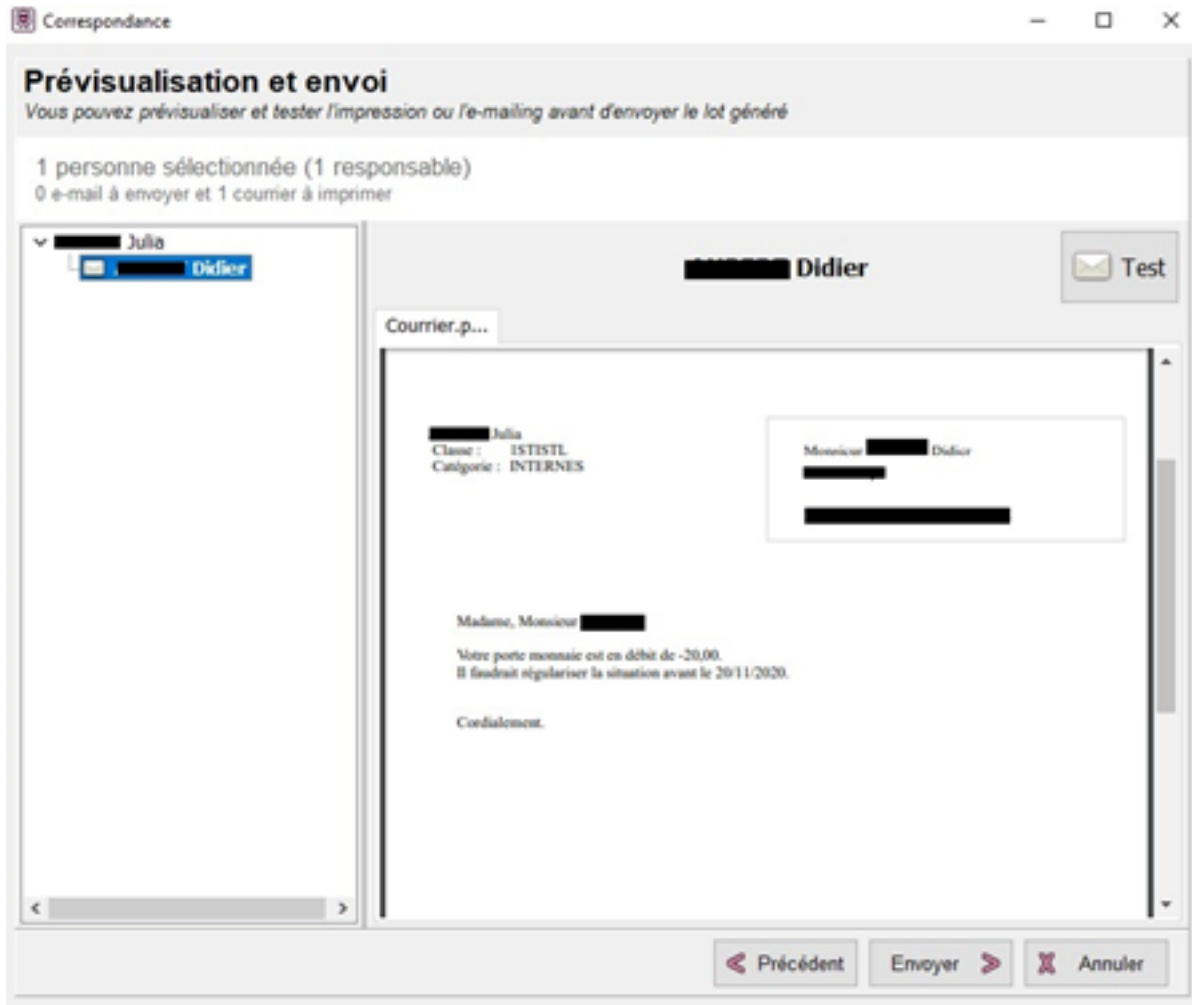 Correspondance
Prévisualisation et envoi
Vous pouvez prévisualiser et tester l'impression ou l'e-mailing avant d'envoyer le lot généré
1 personne sélectionnée (1 responsable)
0 e-mail à envoyer et 1 courrier à imprimer
Julia
Didier
Didier
Test
Courrier.p...
Julia
Classe : 1STISTL
Catégorie : INTERNES
Monsieur Didier
Madame, Monsieur
Votre porte monnaie est en débit de -20,00.
Il faudrait régulariser la situation avant le 20/11/2020.
Cordialement.
Précédent
Envoyer
Annuler